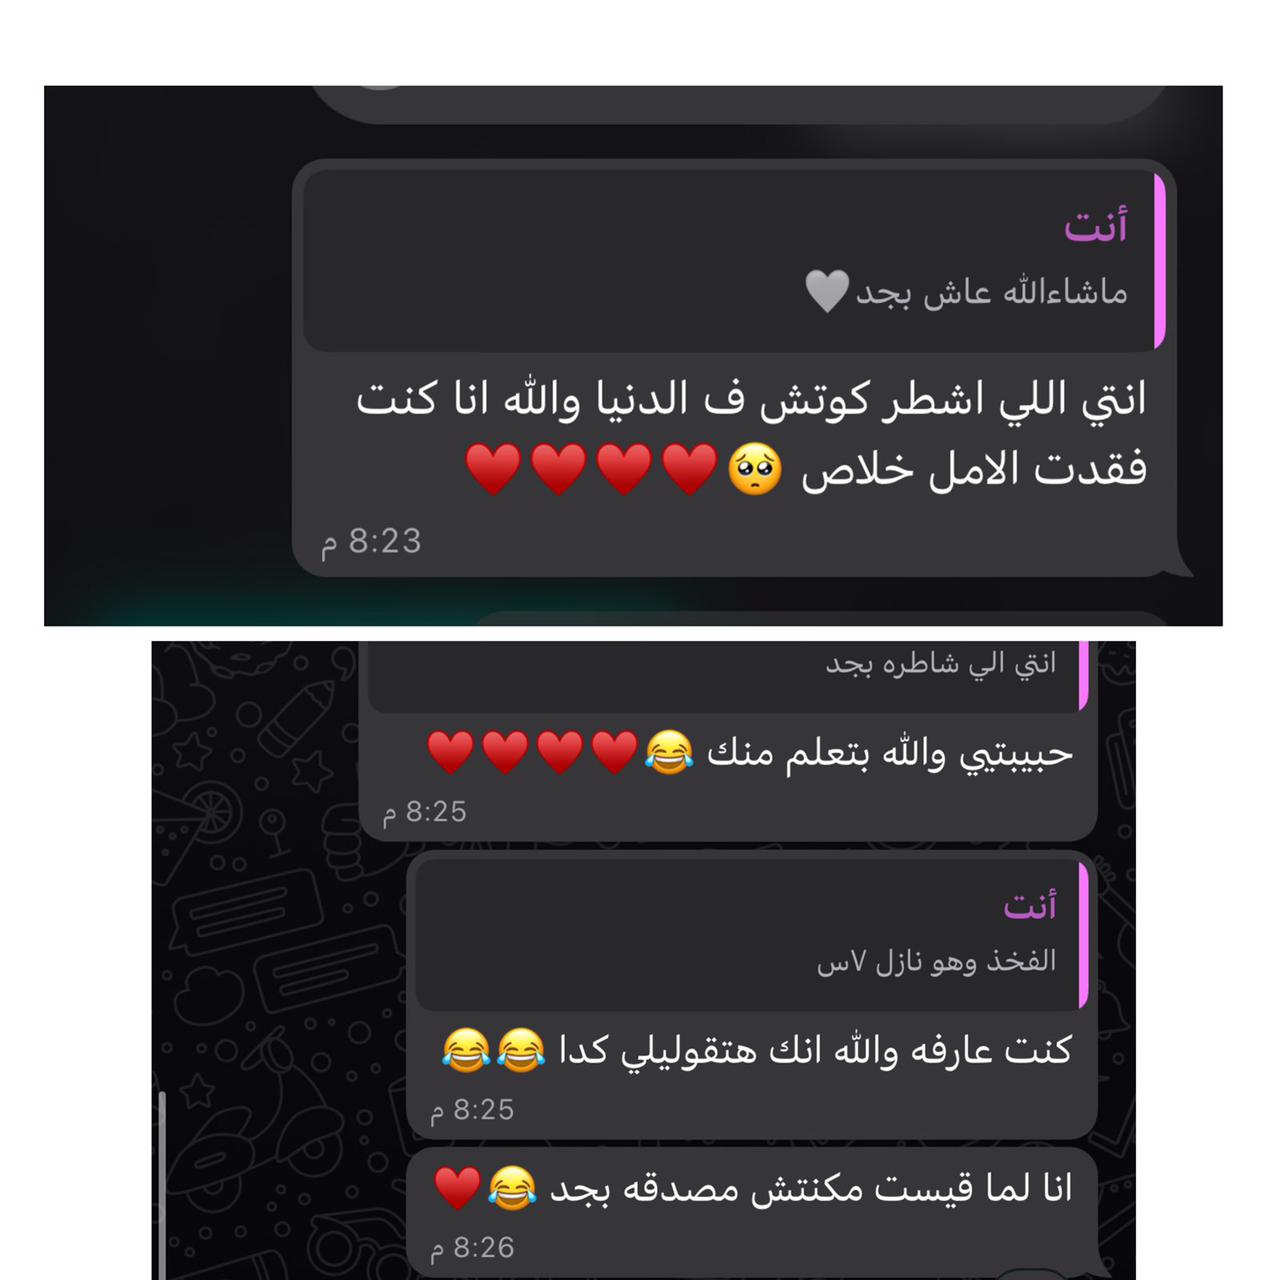 أنت
ماشاءالله عاش بجد🤍
انتي اللي اشطر كوتش ف الدنيا والله انا كنت
فقدت الامل خلاص 🥺❤️❤️❤️❤️
8:23 م
انتي الي شاطره بجد
حبيبتيي والله بتعلم منك 😂❤️❤️❤️❤️
8:25 م
أنت
الفخذ وهو نازل ٧س
كنت عارفه والله انك هتقوليلي كدا 😂😂
8:25 م
انا لما قيست مكنتش مصدقه بجد 😂❤️
8:26 م